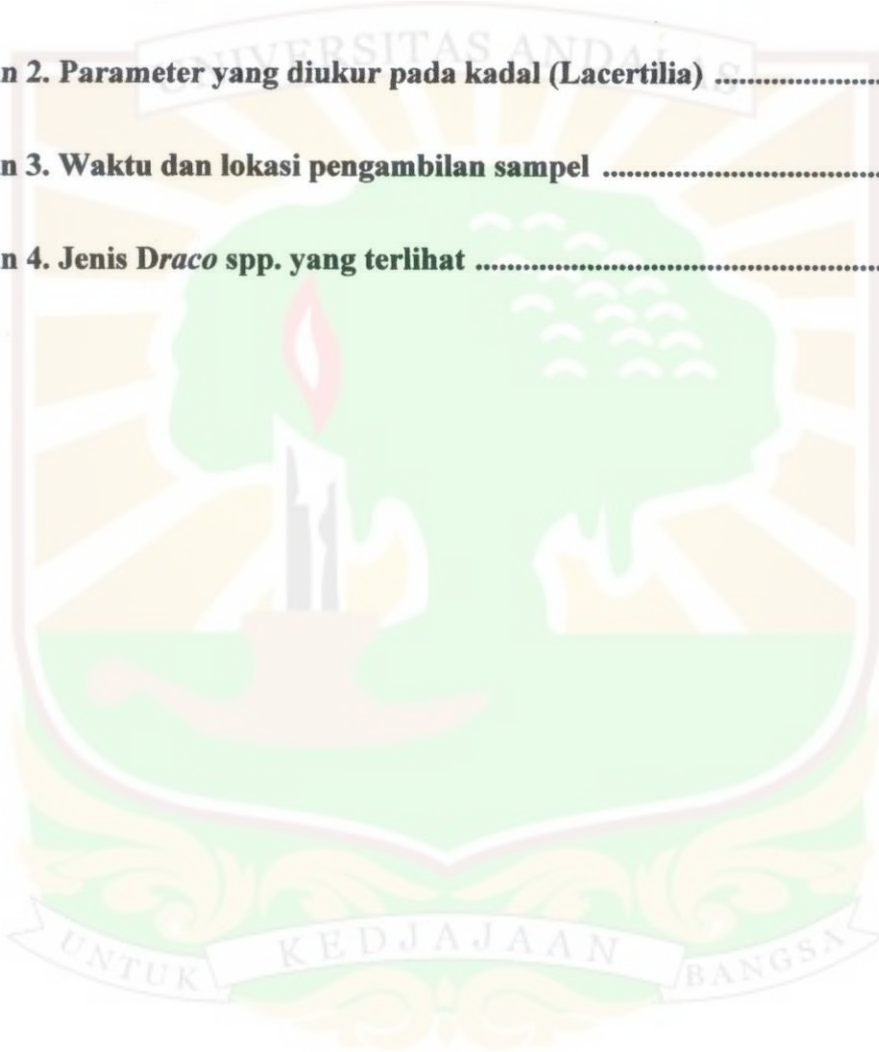 UNIVERSITAS ANDALAS
n 2. Parameter yang diukur pada kadal (Lacertilia) ......................
n 3. Waktu dan lokasi pengambilan sampel ..................................
n 4. Jenis Draco spp. yang terlihat .................................................
UNTUK KEDJAJAAN BANGSA